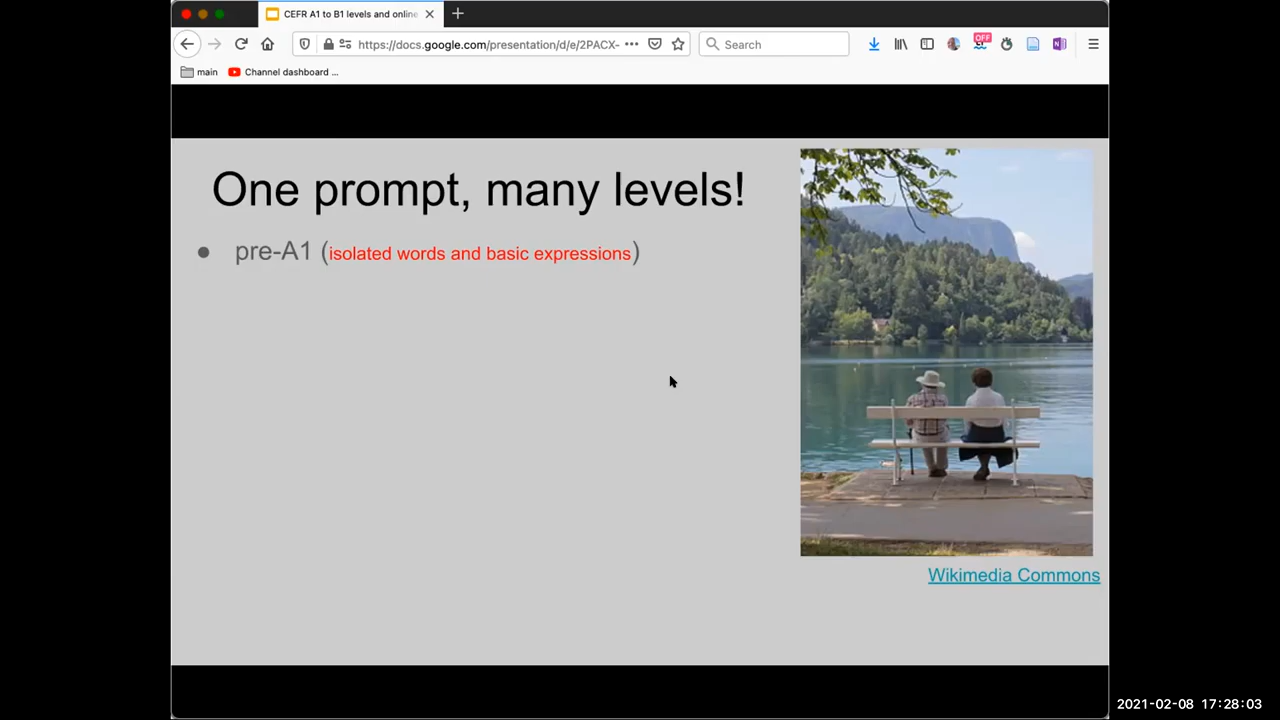 CEFR A1 to B1 levels and online
https://docs.google.com/presentation/d/e/2PACX-
Search
OFF
main
Channel dashboard ...
One prompt, many levels!
pre-A1 (isolated words and basic expressions)
Wikimedia Commons
2021-02-08 17:28:03